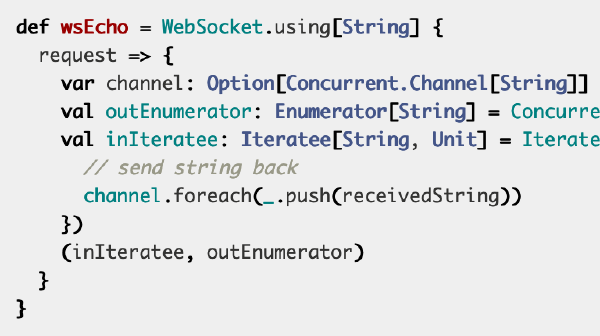 def wsEcho = WebSocket.using[String] {
request => {
var channel: Option[Concurrent.Channel[String]]
val outEnumerator: Enumerator[String] = Concurre
val inIteratee: Iteratee[String, Unit] = Iterate
// send string back
channel.foreach(_.push(receivedString))
})
(inIteratee, outEnumerator)
}
}